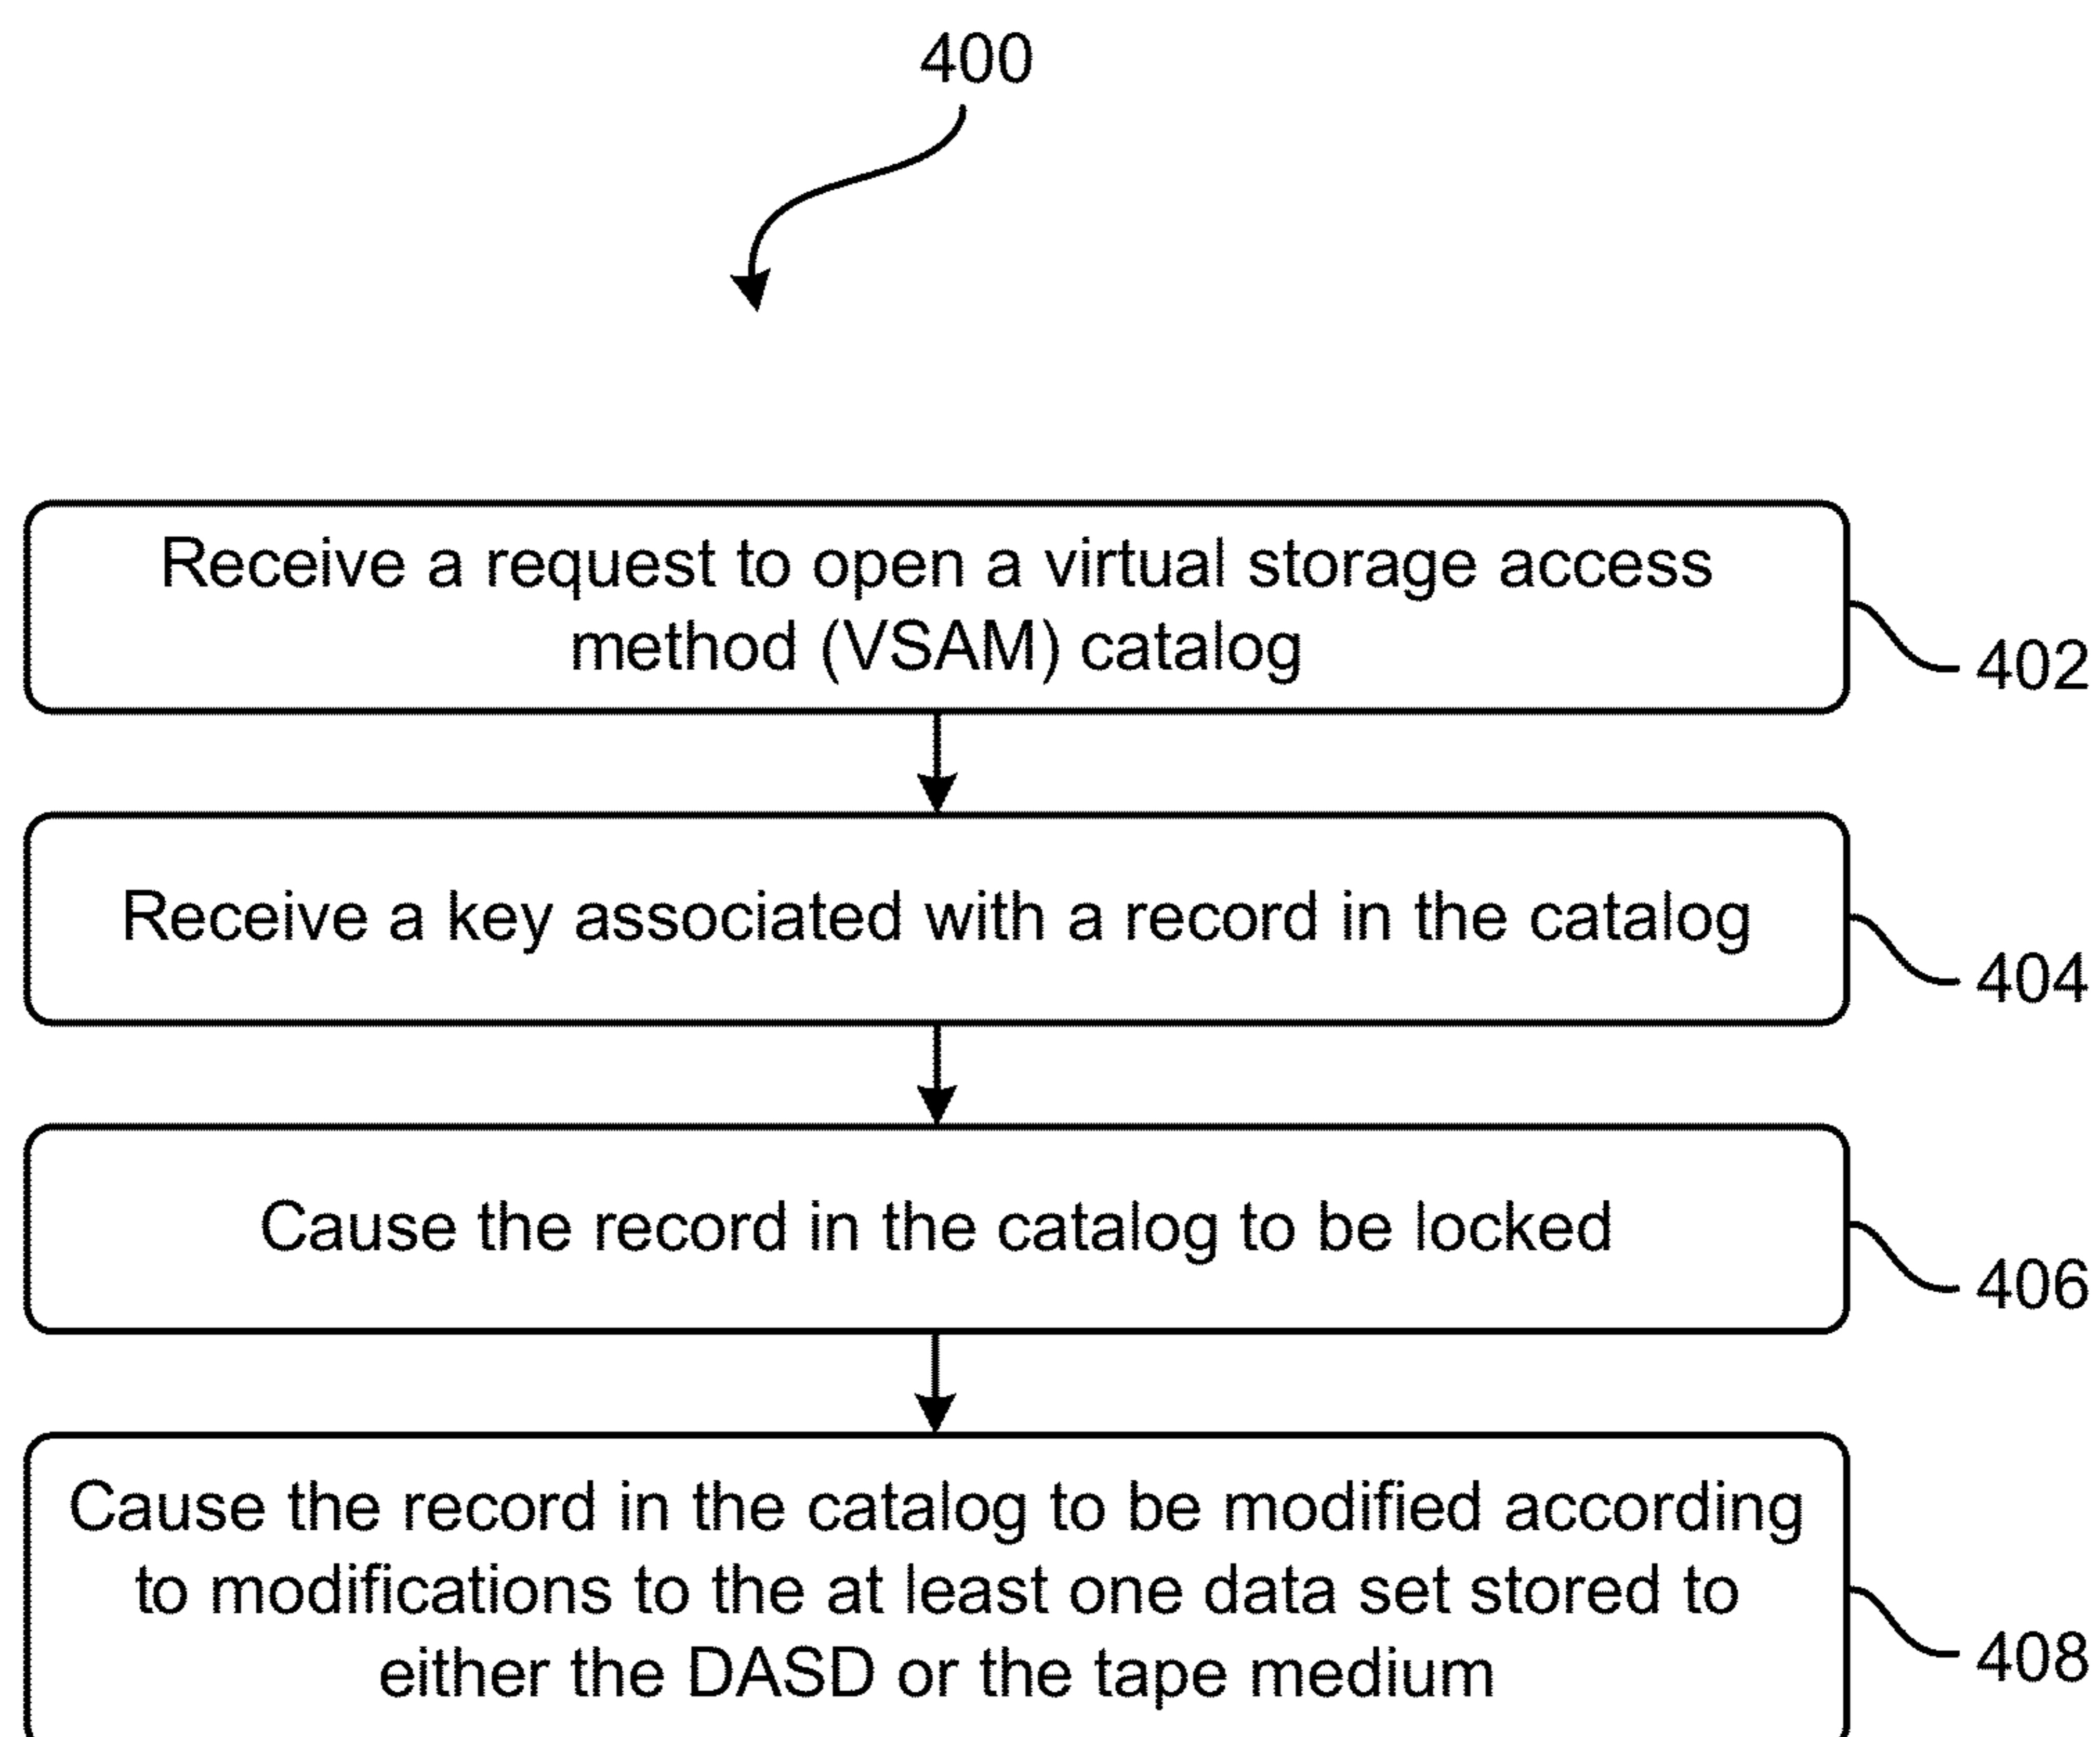 400
Receive a request to open a virtual storage access
method (VSAM) catalog
402
Receive a key associated with a record in the catalog
404
Cause the record in the catalog to be locked
406
Cause the record in the catalog to be modified according
to modifications to the at least one data set stored to
either the DASD or the tape medium
408